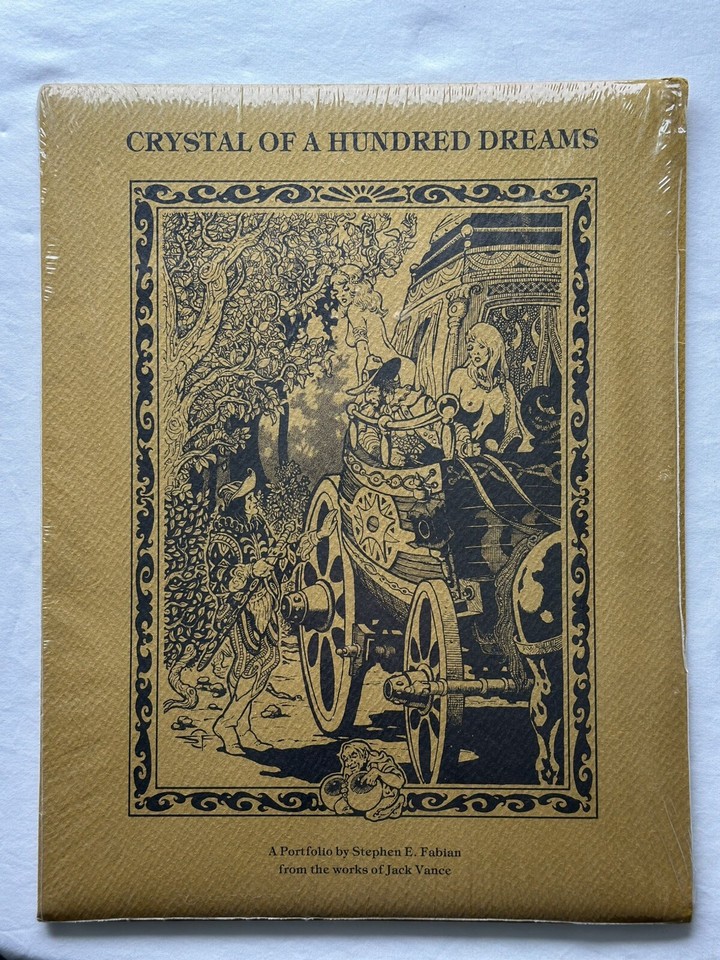 CRYSTAL OF A HUNDRED DREAMS
A Portfolio by Stephen E. Fabian
from the works of Jack Vance